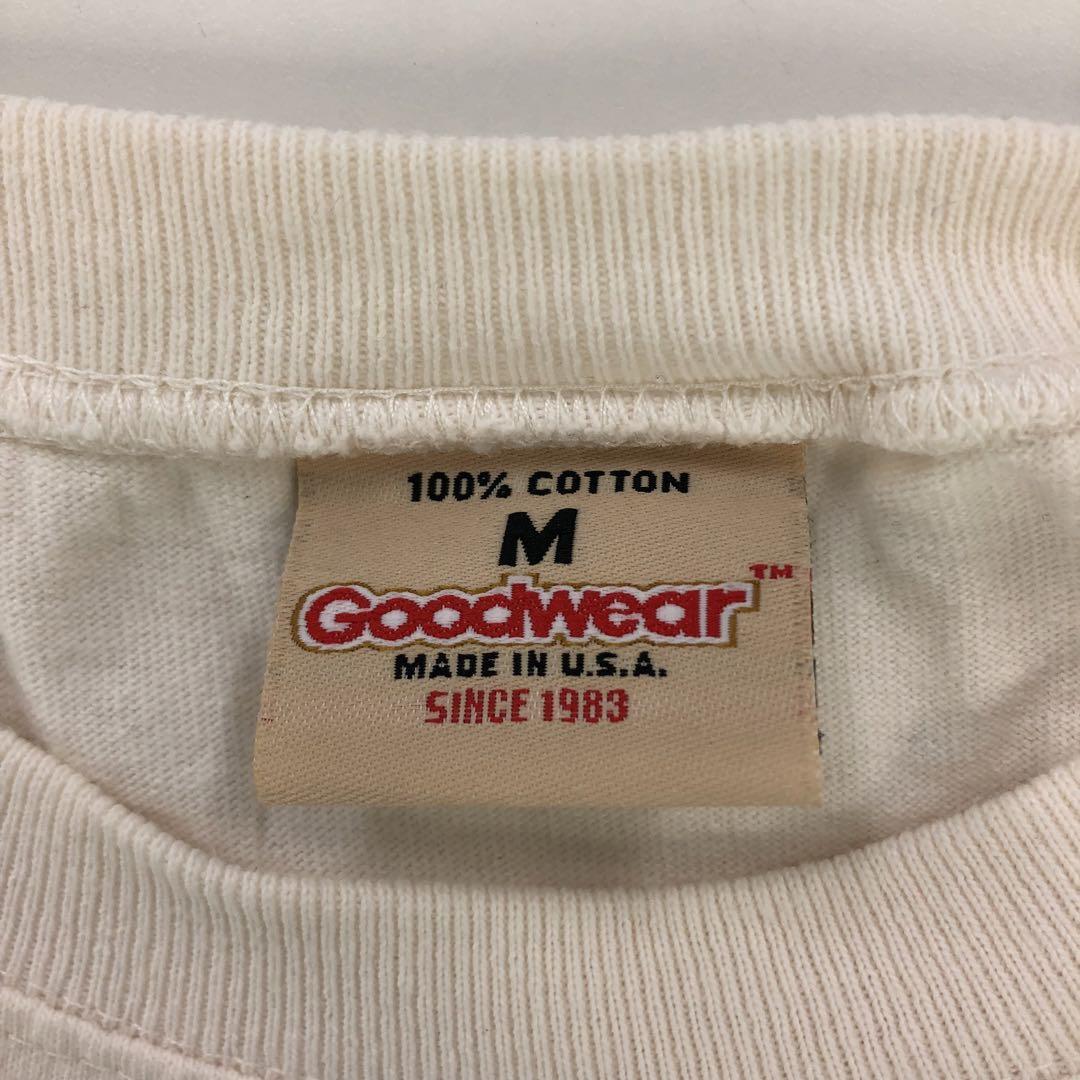 100% COTTON
M
Goodwear™
MADE IN U.S.A.
SINCE 1983